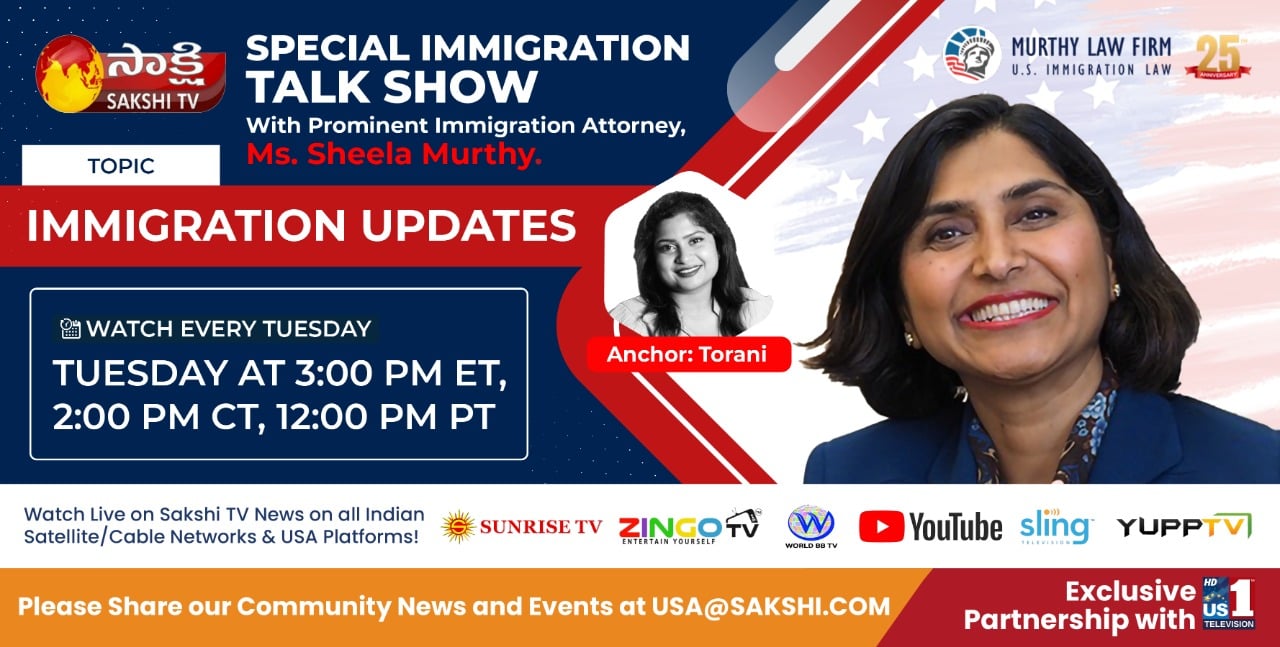 సాక్షి
SAKSHI TV
SPECIAL IMMIGRATION
TALK SHOW
With Prominent Immigration Attorney,
Ms. Sheela Murthy.
MURTHY LAW FIRM
U.S. IMMIGRATION LAW
25
ANNIVERSARY
TOPIC
IMMIGRATION UPDATES
WATCH EVERY TUESDAY
TUESDAY AT 3:00 PM ET,
2:00 PM CT, 12:00 PM PT
Anchor: Torani
Watch Live on Sakshi TV News on all Indian
Satellite/Cable Networks & USA Platforms!
SUNRISE TV
ZINGO TV
ENTERTAIN YOURSELF
W
WORLD BB TV
YouTube
sling
TELEVISION
YUPPTV
Please Share our Community News and Events at USA@SAKSHI.COM
Exclusive
Partnership with
HD
US 1
TELEVISION